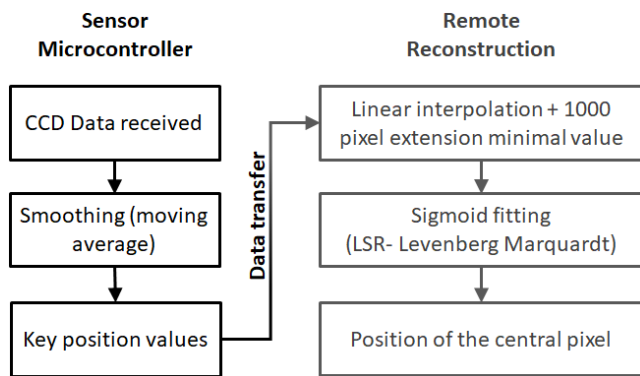 Sensor
Microcontroller
CCD Data received
Smoothing (moving
average)
Key position values
Data transfer
Remote
Reconstruction
Linear interpolation + 1000
pixel extension minimal value
Sigmoid fitting
(LSR- Levenberg Marquardt)
Position of the central pixel